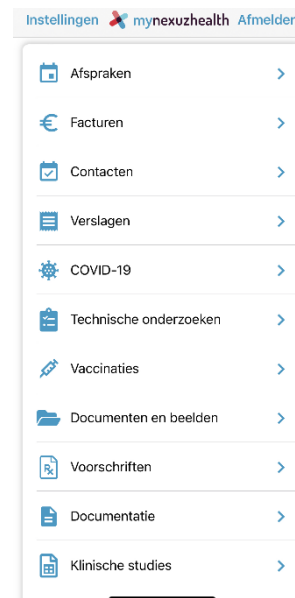 Instellingen mynexuzhealth Afmelden
Afspraken
Facturen
Contacten
Verslagen
COVID-19
Technische onderzoeken
Vaccinaties
Documenten en beelden
Voorschriften
Documentatie
Klinische studies